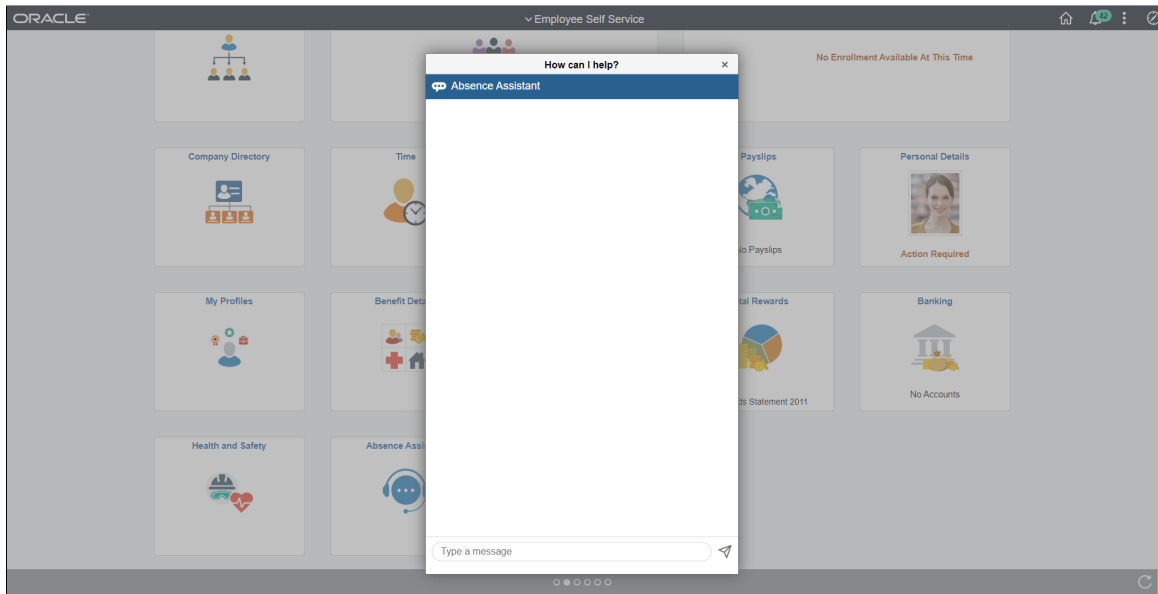 ORACLE
Employee Self Service
42
No Enrollment Available At This Time
How can I help?
Absence Assistant
Company Directory
Time
Payslips
Personal Details
No Payslips
Action Required
My Profiles
Benefit Deta
tal Rewards
Banking
ds Statement 2011
No Accounts
Health and Safety
Absence Assi
Type a message